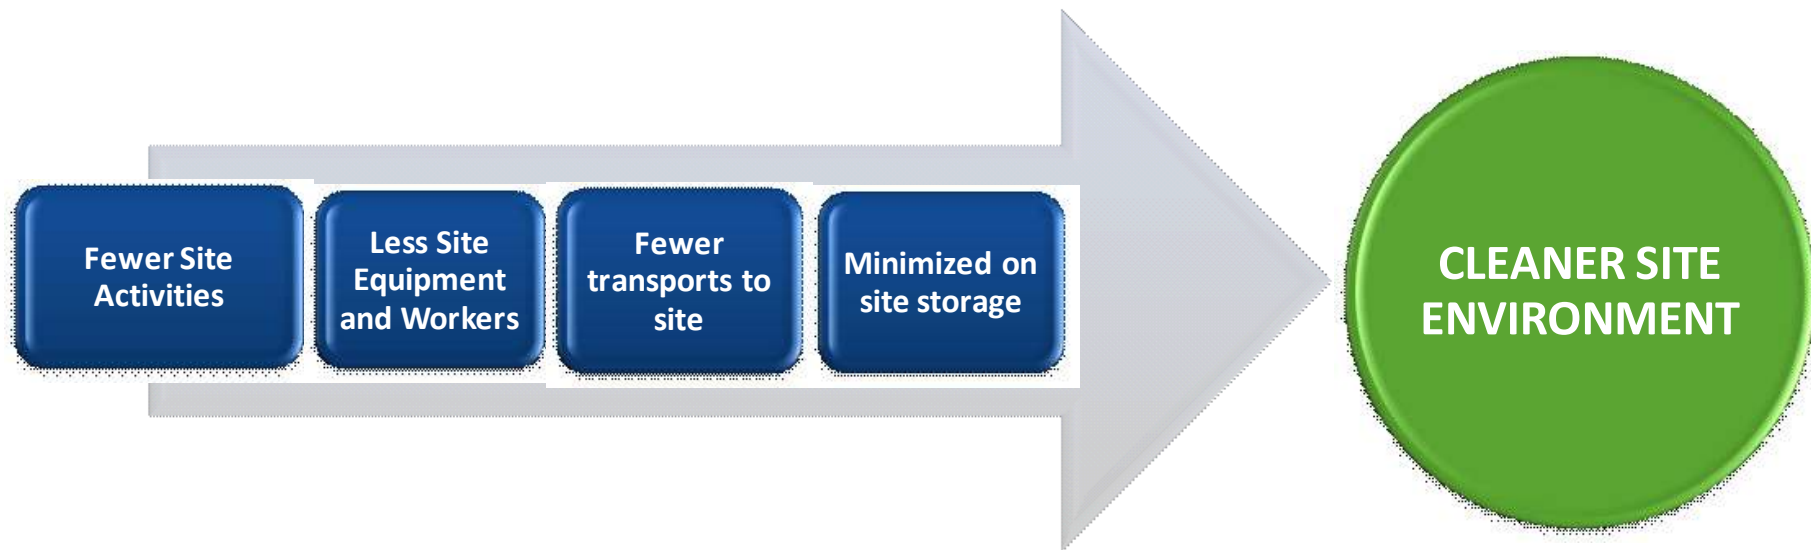 Fewer Site
Activities
Less Site
Equipment
and Workers
Fewer
transports to
site
Minimized on
site storage
CLEANER SITE
ENVIRONMENT